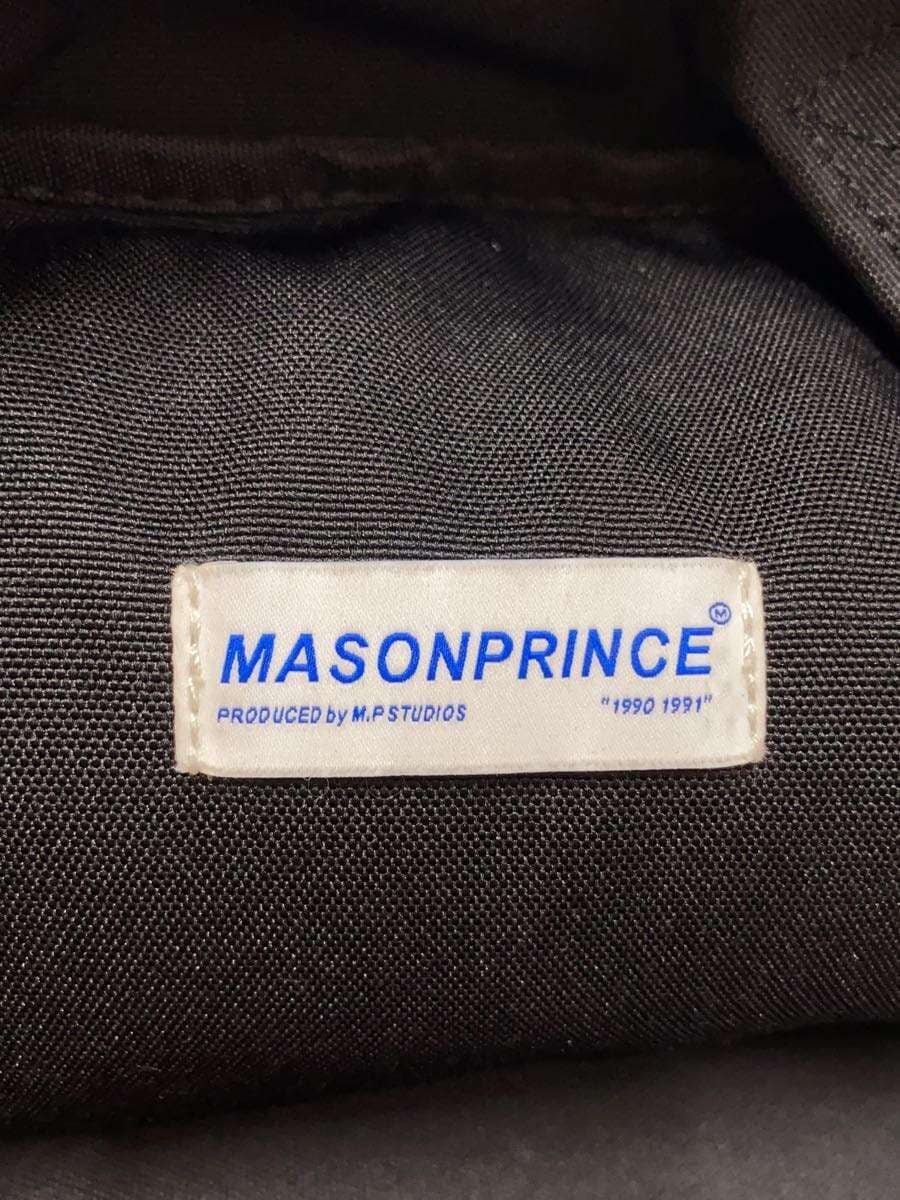 MASONPRINCE Ⓜ
PRODUCED by M.P STUDIOS "1990 1991"